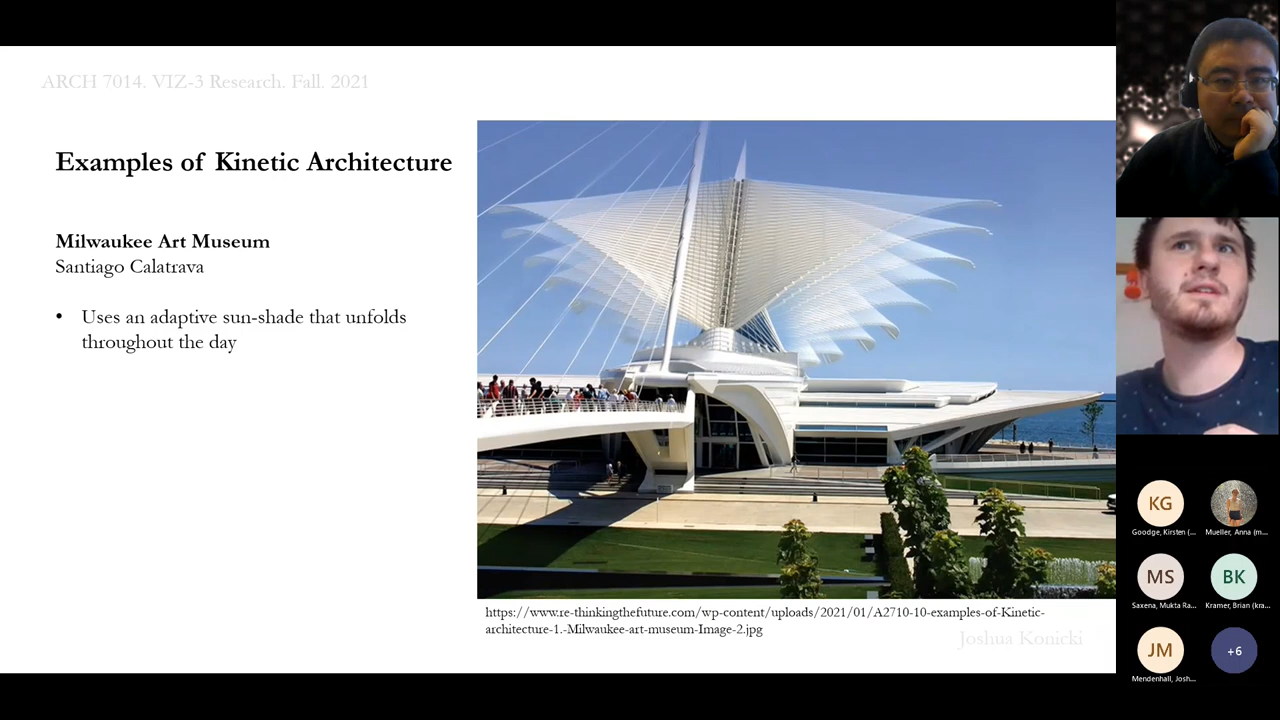 ARCH 7014. VIZ-3 Research. Fall. 2021
Examples of Kinetic Architecture
Milwaukee Art Museum
Santiago Calatrava
• Uses an adaptive sun-shade that unfolds
throughout the day
https://www.re-thinkingthefuture.com/wp-content/uploads/2021/01/A2710-10-examples-of-Kinetic-
architecture-1.-Milwaukee-art-museum-Image-2.jpg
Joshua Konicki
KG
Goodge, Kirsten (...
Mueller, Anna (m...
MS
BK
Saxena, Mukta Ra...
Kramer, Brian (kra...
JM
+6
Mendenhall, Josh...